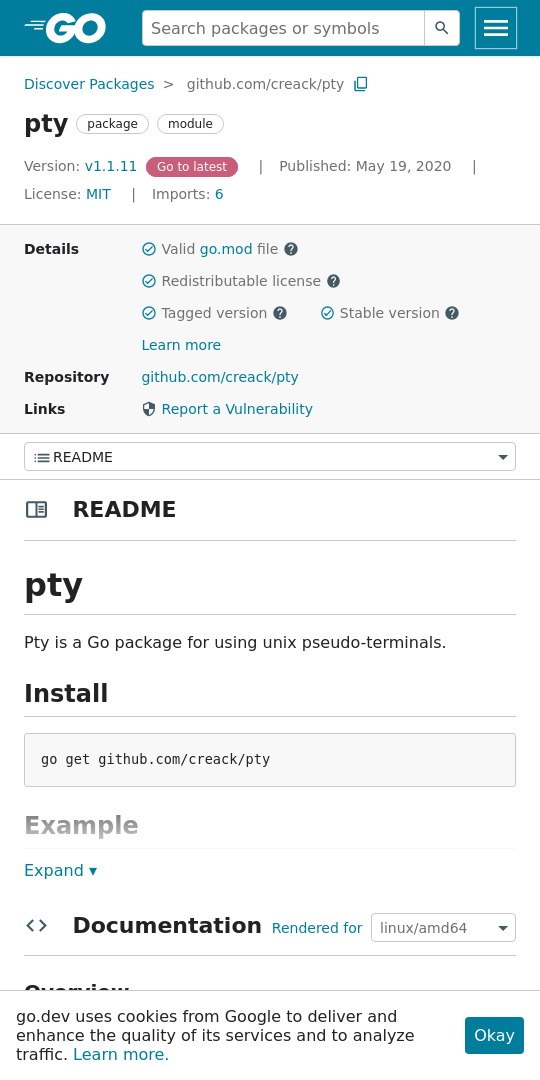 GO
Search packages or symbols
Discover Packages > github.com/creack/pty
pty package module
Version: v1.1.11 Go to latest | Published: May 19, 2020 |
License: MIT | Imports: 6
Details Valid go.mod file
Redistributable license
Tagged version Stable version
Learn more
Repository github.com/creack/pty
Links Report a Vulnerability
README
README
pty
Pty is a Go package for using unix pseudo-terminals.
Install
go get github.com/creack/pty
Example
Expand ▾
Documentation Rendered for linux/amd64
Overview
go.dev uses cookies from Google to deliver and
enhance the quality of its services and to analyze
traffic. Learn more.
Okay